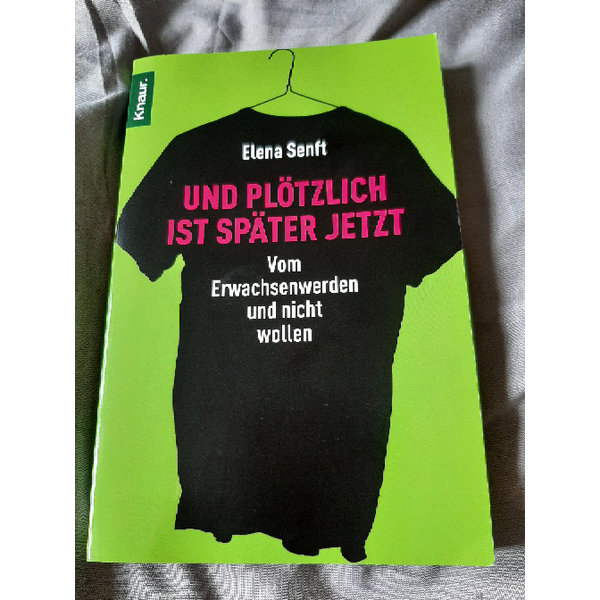 Knaur.
Elena Senft
UND PLÖTZLICH
IST SPÄTER JETZT
Vom
Erwachsenwerden
und nicht
wollen